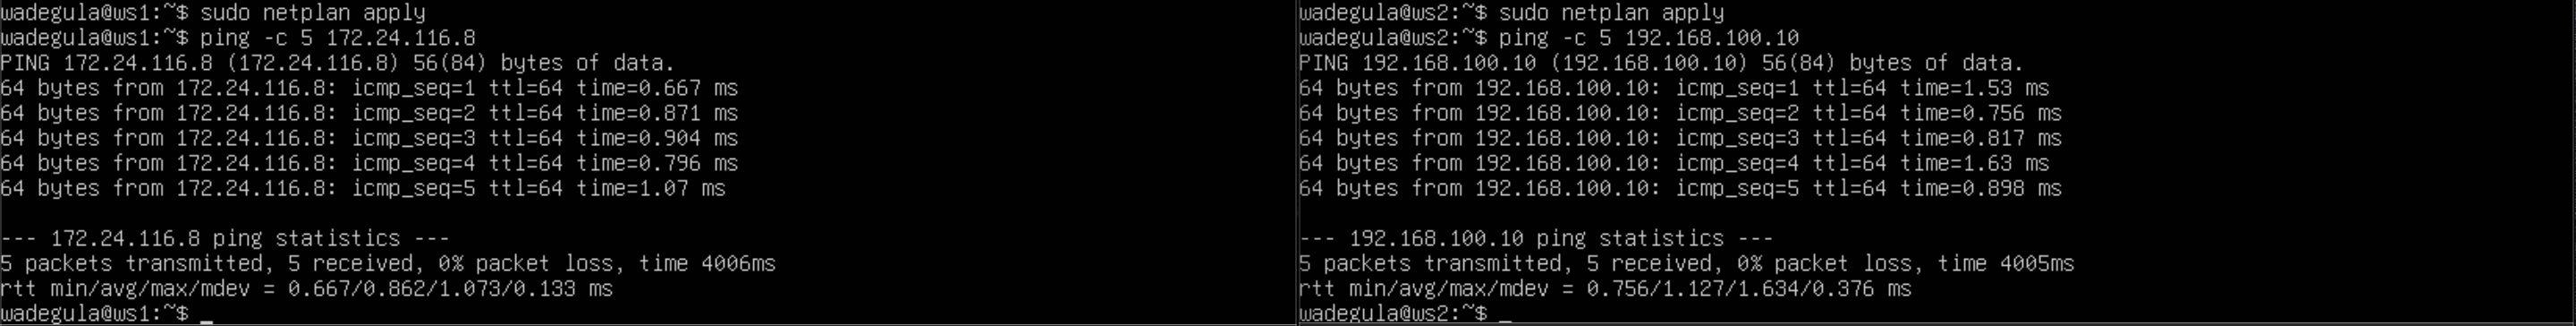 wadegula@ws1:~$ sudo netplan apply
wadegula@ws1:~$ ping -c 5 172.24.116.8
PING 172.24.116.8 (172.24.116.8) 56(84) bytes of data.
64 bytes from 172.24.116.8: icmp_seq=1 ttl=64 time=0.667 ms
64 bytes from 172.24.116.8: icmp_seq=2 ttl=64 time=0.871 ms
64 bytes from 172.24.116.8: icmp_seq=3 ttl=64 time=0.904 ms
64 bytes from 172.24.116.8: icmp_seq=4 ttl=64 time=0.796 ms
64 bytes from 172.24.116.8: icmp_seq=5 ttl=64 time=1.07 ms
--- 172.24.116.8 ping statistics ---
5 packets transmitted, 5 received, 0% packet loss, time 4006ms
rtt min/avg/max/mdev = 0.667/0.862/1.073/0.133 ms
wadegula@ws1:~$ _
wadegula@ws2:~$ sudo netplan apply
wadegula@ws2:~$ ping -c 5 192.168.100.10
PING 192.168.100.10 (192.168.100.10) 56(84) bytes of data.
64 bytes from 192.168.100.10: icmp_seq=1 ttl=64 time=1.53 ms
64 bytes from 192.168.100.10: icmp_seq=2 ttl=64 time=0.756 ms
64 bytes from 192.168.100.10: icmp_seq=3 ttl=64 time=0.817 ms
64 bytes from 192.168.100.10: icmp_seq=4 ttl=64 time=1.63 ms
64 bytes from 192.168.100.10: icmp_seq=5 ttl=64 time=0.898 ms
--- 192.168.100.10 ping statistics ---
5 packets transmitted, 5 received, 0% packet loss, time 4005ms
rtt min/avg/max/mdev = 0.756/1.127/1.634/0.376 ms
wadegula@ws2:~$ _